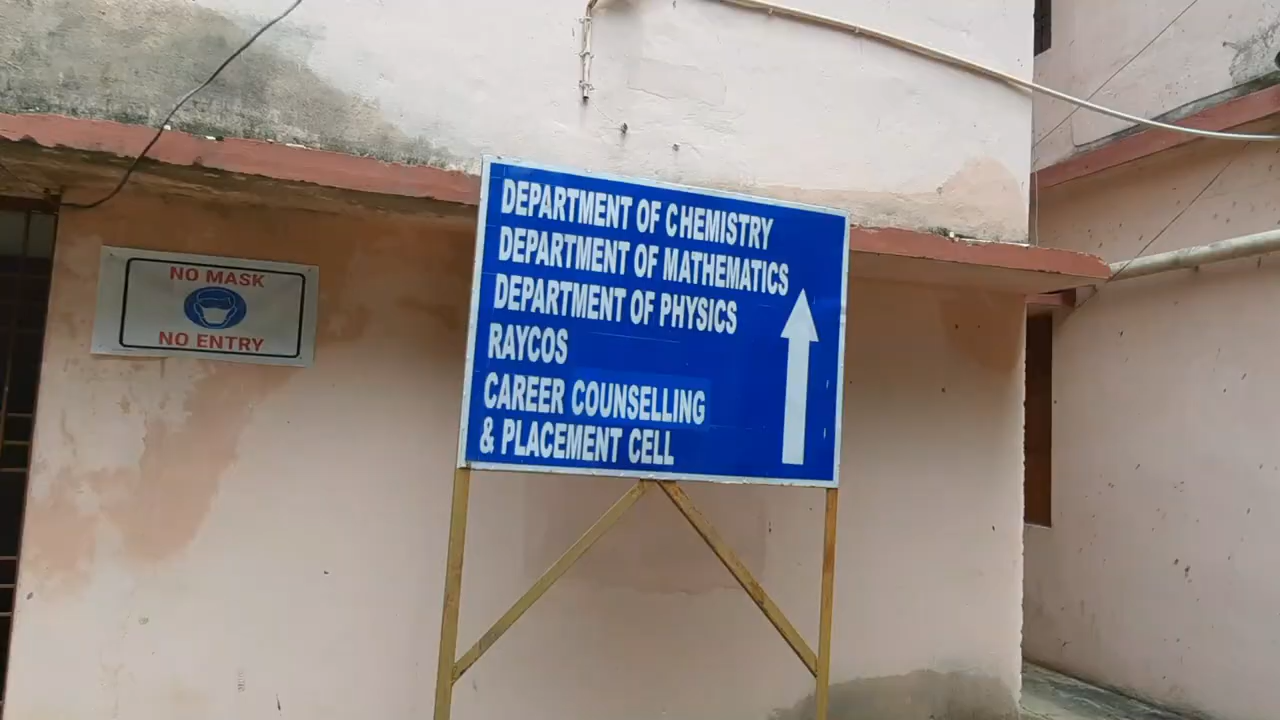 NO MASK
NO ENTRY
DEPARTMENT OF CHEMISTRY
DEPARTMENT OF MATHEMATICS
DEPARTMENT OF PHYSICS
RAYCOS
CAREER COUNSELLING
& PLACEMENT CELL